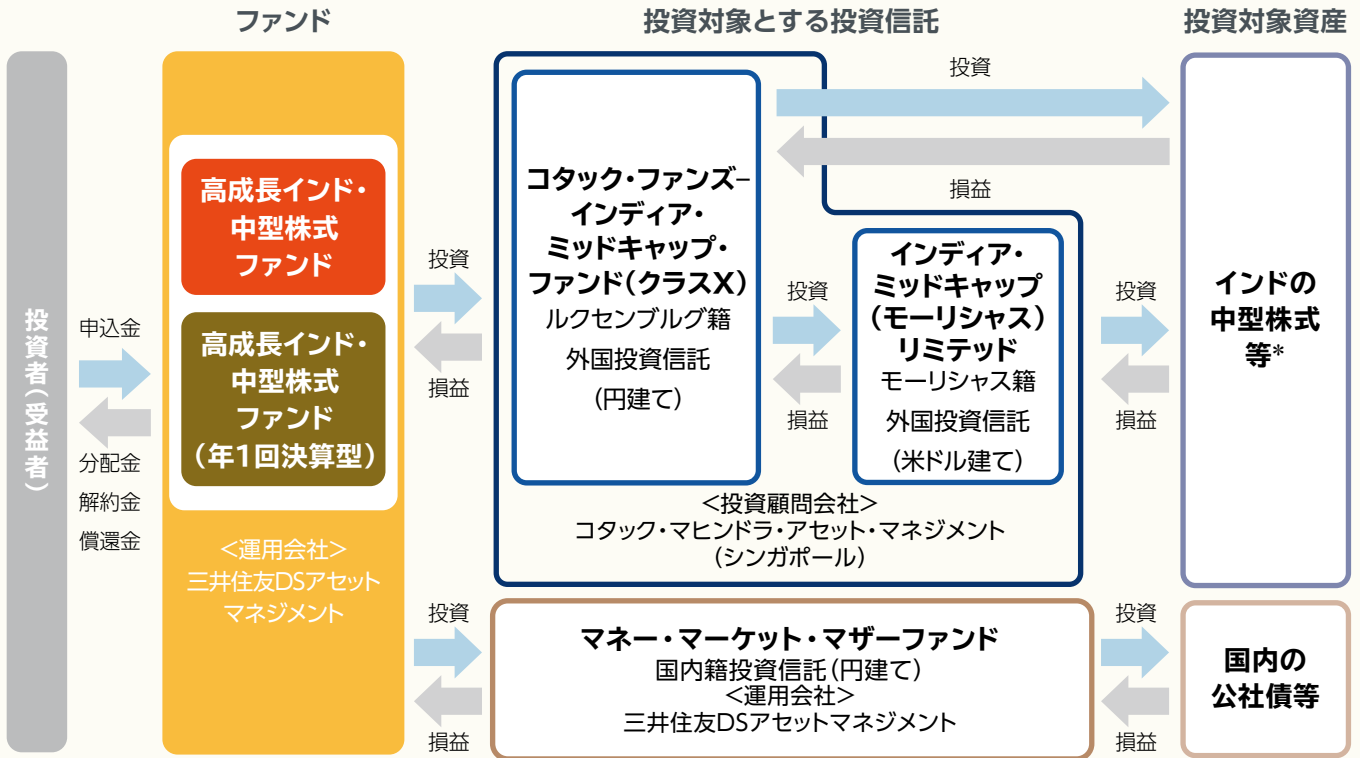 ファンド
投資対象とする投資信託
投資対象資産
投資者(受益者)
申込金
分配金
解約金
償還金
高成長インド・
中型株式
ファンド
高成長インド・
中型株式
ファンド
(年1回決算型)
<運用会社>
三井住友DSアセット
マネジメント
投資
損益
コタック・ファンズ−
インディア・
ミッドキャップ・
ファンド(クラスX)
ルクセンブルグ籍
外国投資信託
(円建て)
投資
損益
投資
損益
インディア・
ミッドキャップ
(モーリシャス)
リミテッド
モーリシャス籍
外国投資信託
(米ドル建て)
<投資顧問会社>
コタック・マヒンドラ・アセット・マネジメント
(シンガポール)
投資
損益
インドの
中型株式
等*
投資
損益
マネー・マーケット・マザーファンド
国内籍投資信託(円建て)
<運用会社>
三井住友DSアセットマネジメント
投資
損益
国内の
公社債等